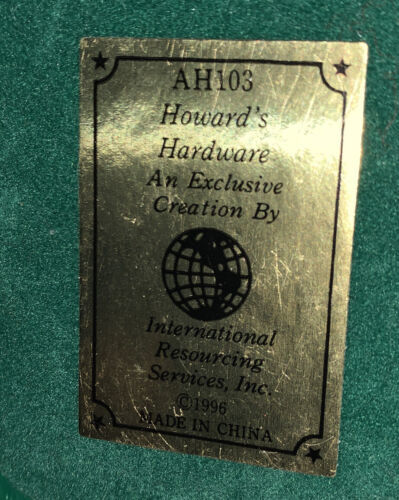 AH103
Howard's
Hardware
An Exclusive
Creation By
International
Resourcing
Services, Inc.
©1996
MADE IN CHINA